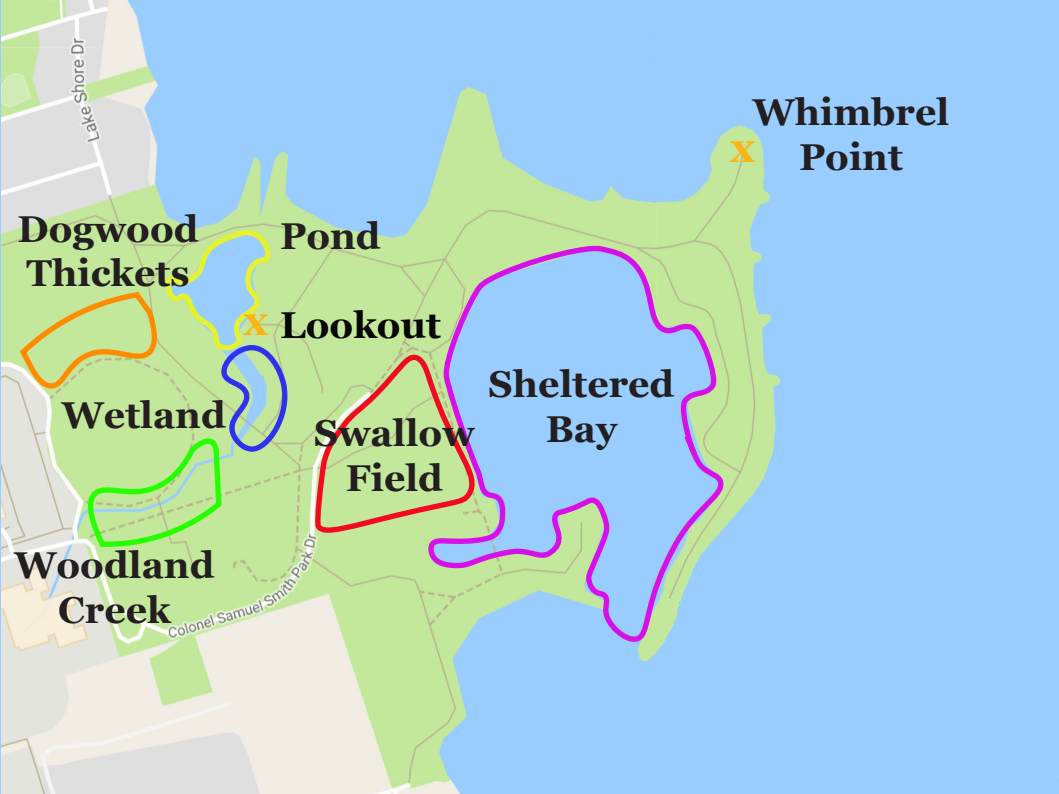 Lake Shore Dr
Whimbrel
Point
x
Dogwood
Thickets
Pond
x
Lookout
Sheltered
Bay
Wetland
Swallow
Field
Woodland
Creek
Colonel Samuel Smith Park Dr